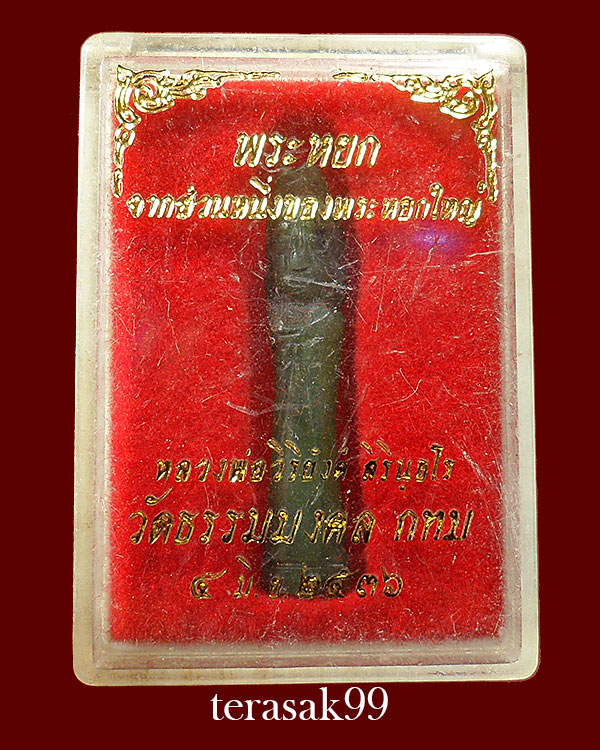 พระหยก
จากส่วนหนึ่งของพระหยกใหญ่
หลวงพ่อวิริยังค์ สิรินฺธโร
วัดธรรมมงคล กทม
๕ มิย ๒๕๓๖
terasak99